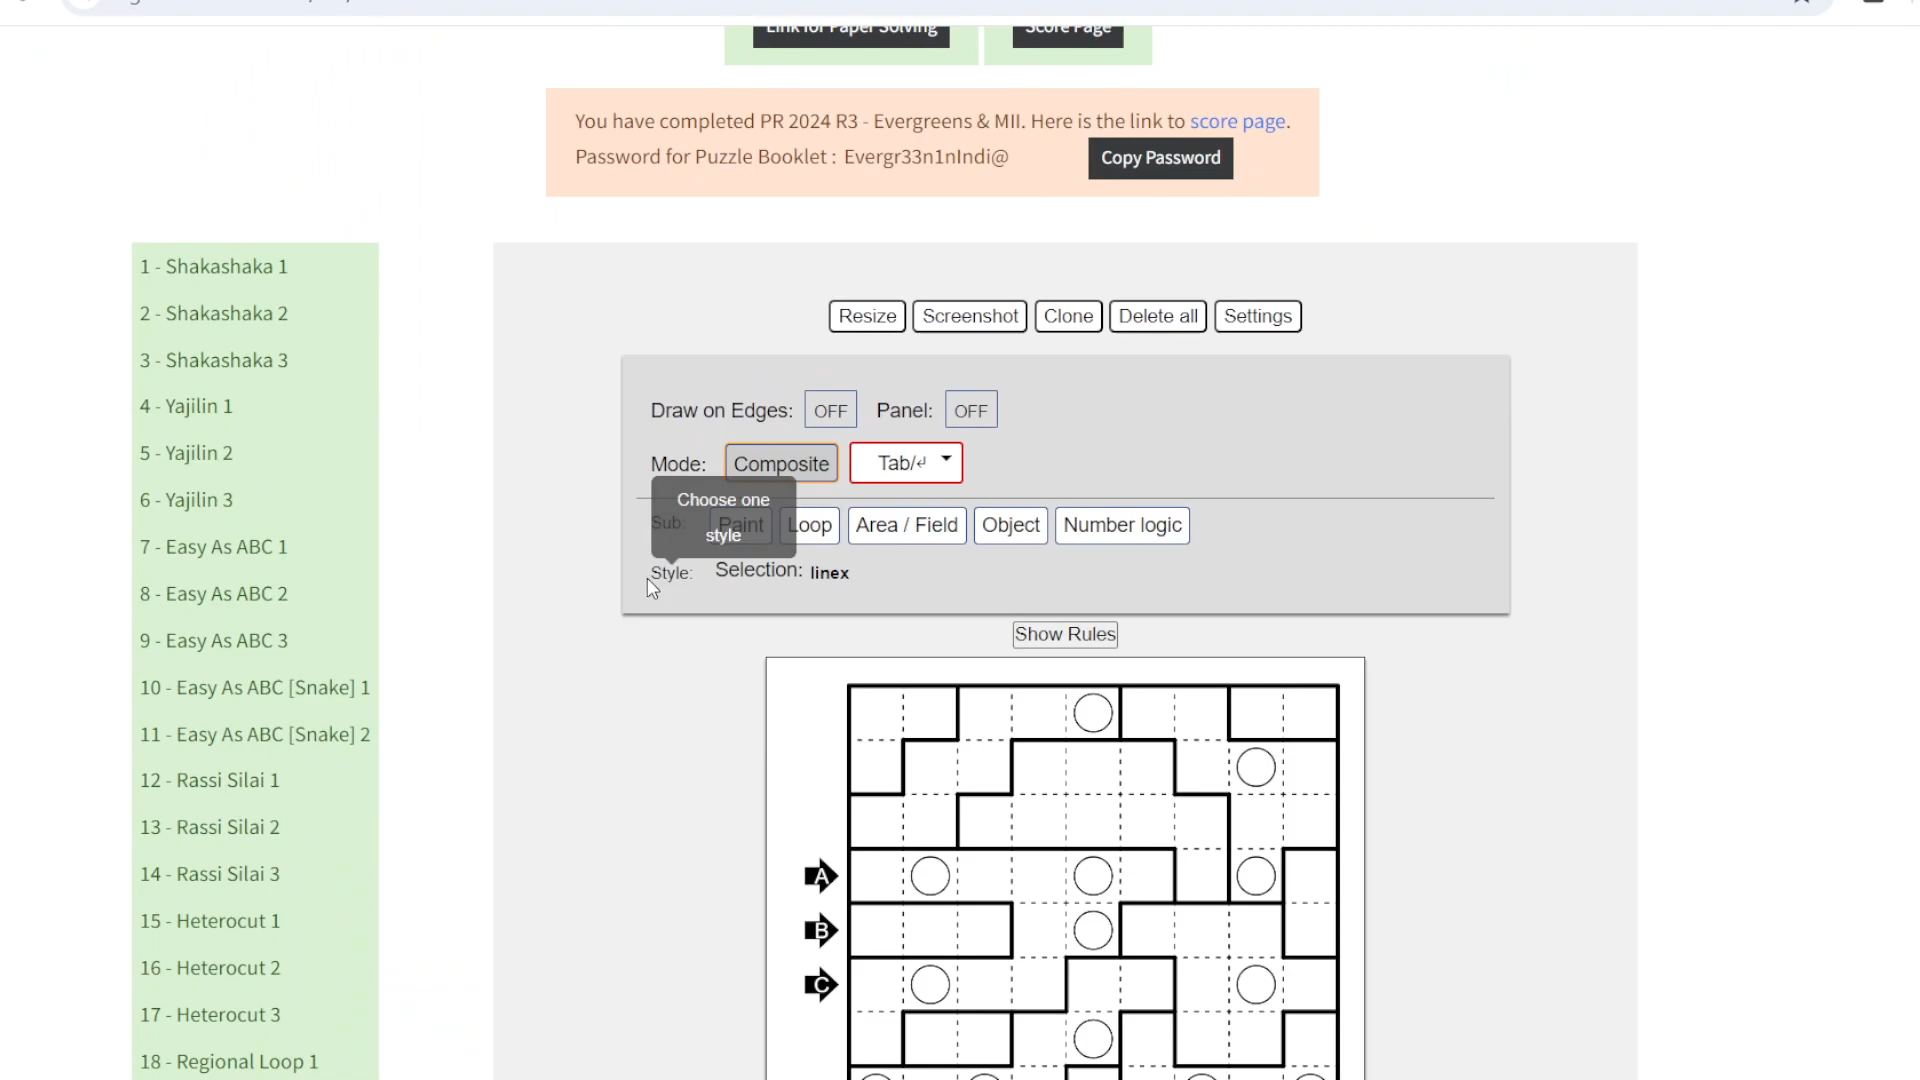 Link for Paper Solving
Score Page
You have completed PR 2024 R3 - Evergreens & MII. Here is the link to score page.
Password for Puzzle Booklet : Evergr33n1nIndi@
Copy Password
1 - Shakashaka 1
2 - Shakashaka 2
3 - Shakashaka 3
4 - Yajilin 1
5 - Yajilin 2
6 - Yajilin 3
7 - Easy As ABC 1
8 - Easy As ABC 2
9 - Easy As ABC 3
10 - Easy As ABC [Snake] 1
11 - Easy As ABC [Snake] 2
12 - Rassi Silai 1
13 - Rassi Silai 2
14 - Rassi Silai 3
15 - Heterocut 1
16 - Heterocut 2
17 - Heterocut 3
18 - Regional Loop 1
Resize Screenshot Clone Delete all Settings
Draw on Edges: OFF Panel: OFF
Mode: Composite Tab/↵
Choose one
style
Sub: Paint Loop Area / Field Object Number logic
Style: Selection: linex
Show Rules
A
B
C